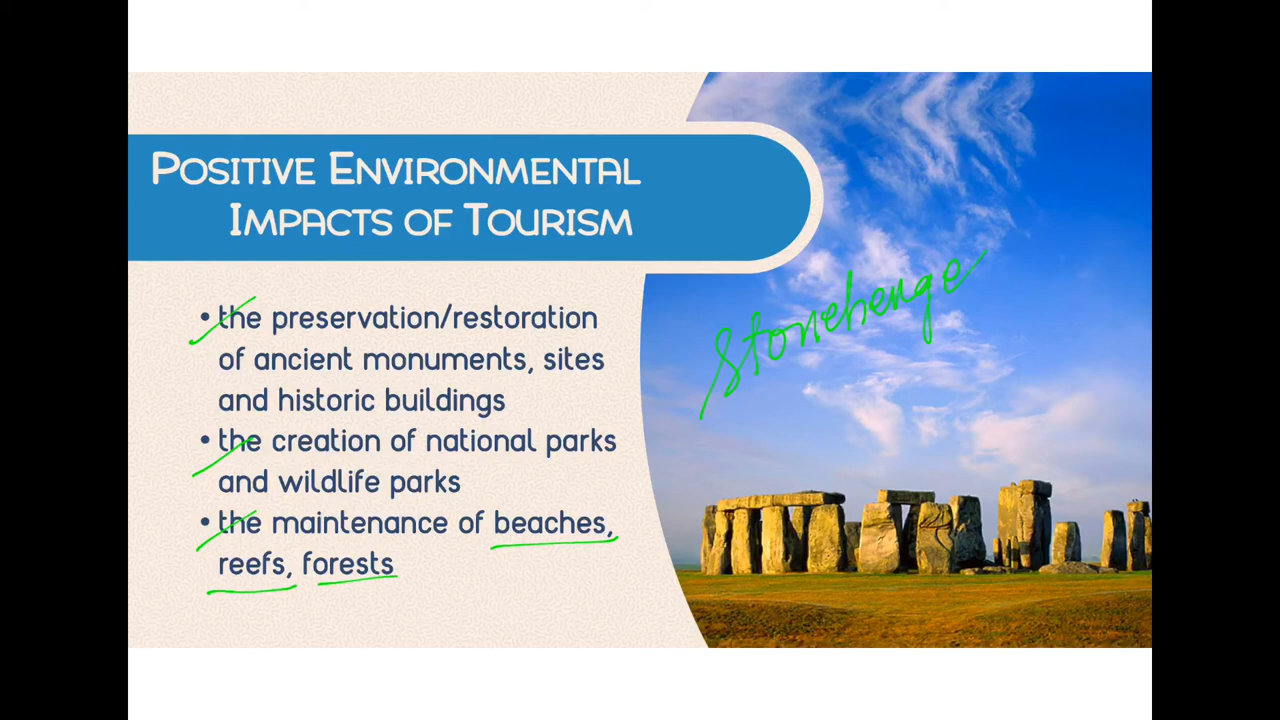 POSITIVE ENVIRONMENTAL
IMPACTS OF TOURISM
• the preservation/restoration
of ancient monuments, sites
and historic buildings
• the creation of national parks
and wildlife parks
• the maintenance of beaches,
reefs, forests
Stonehenge